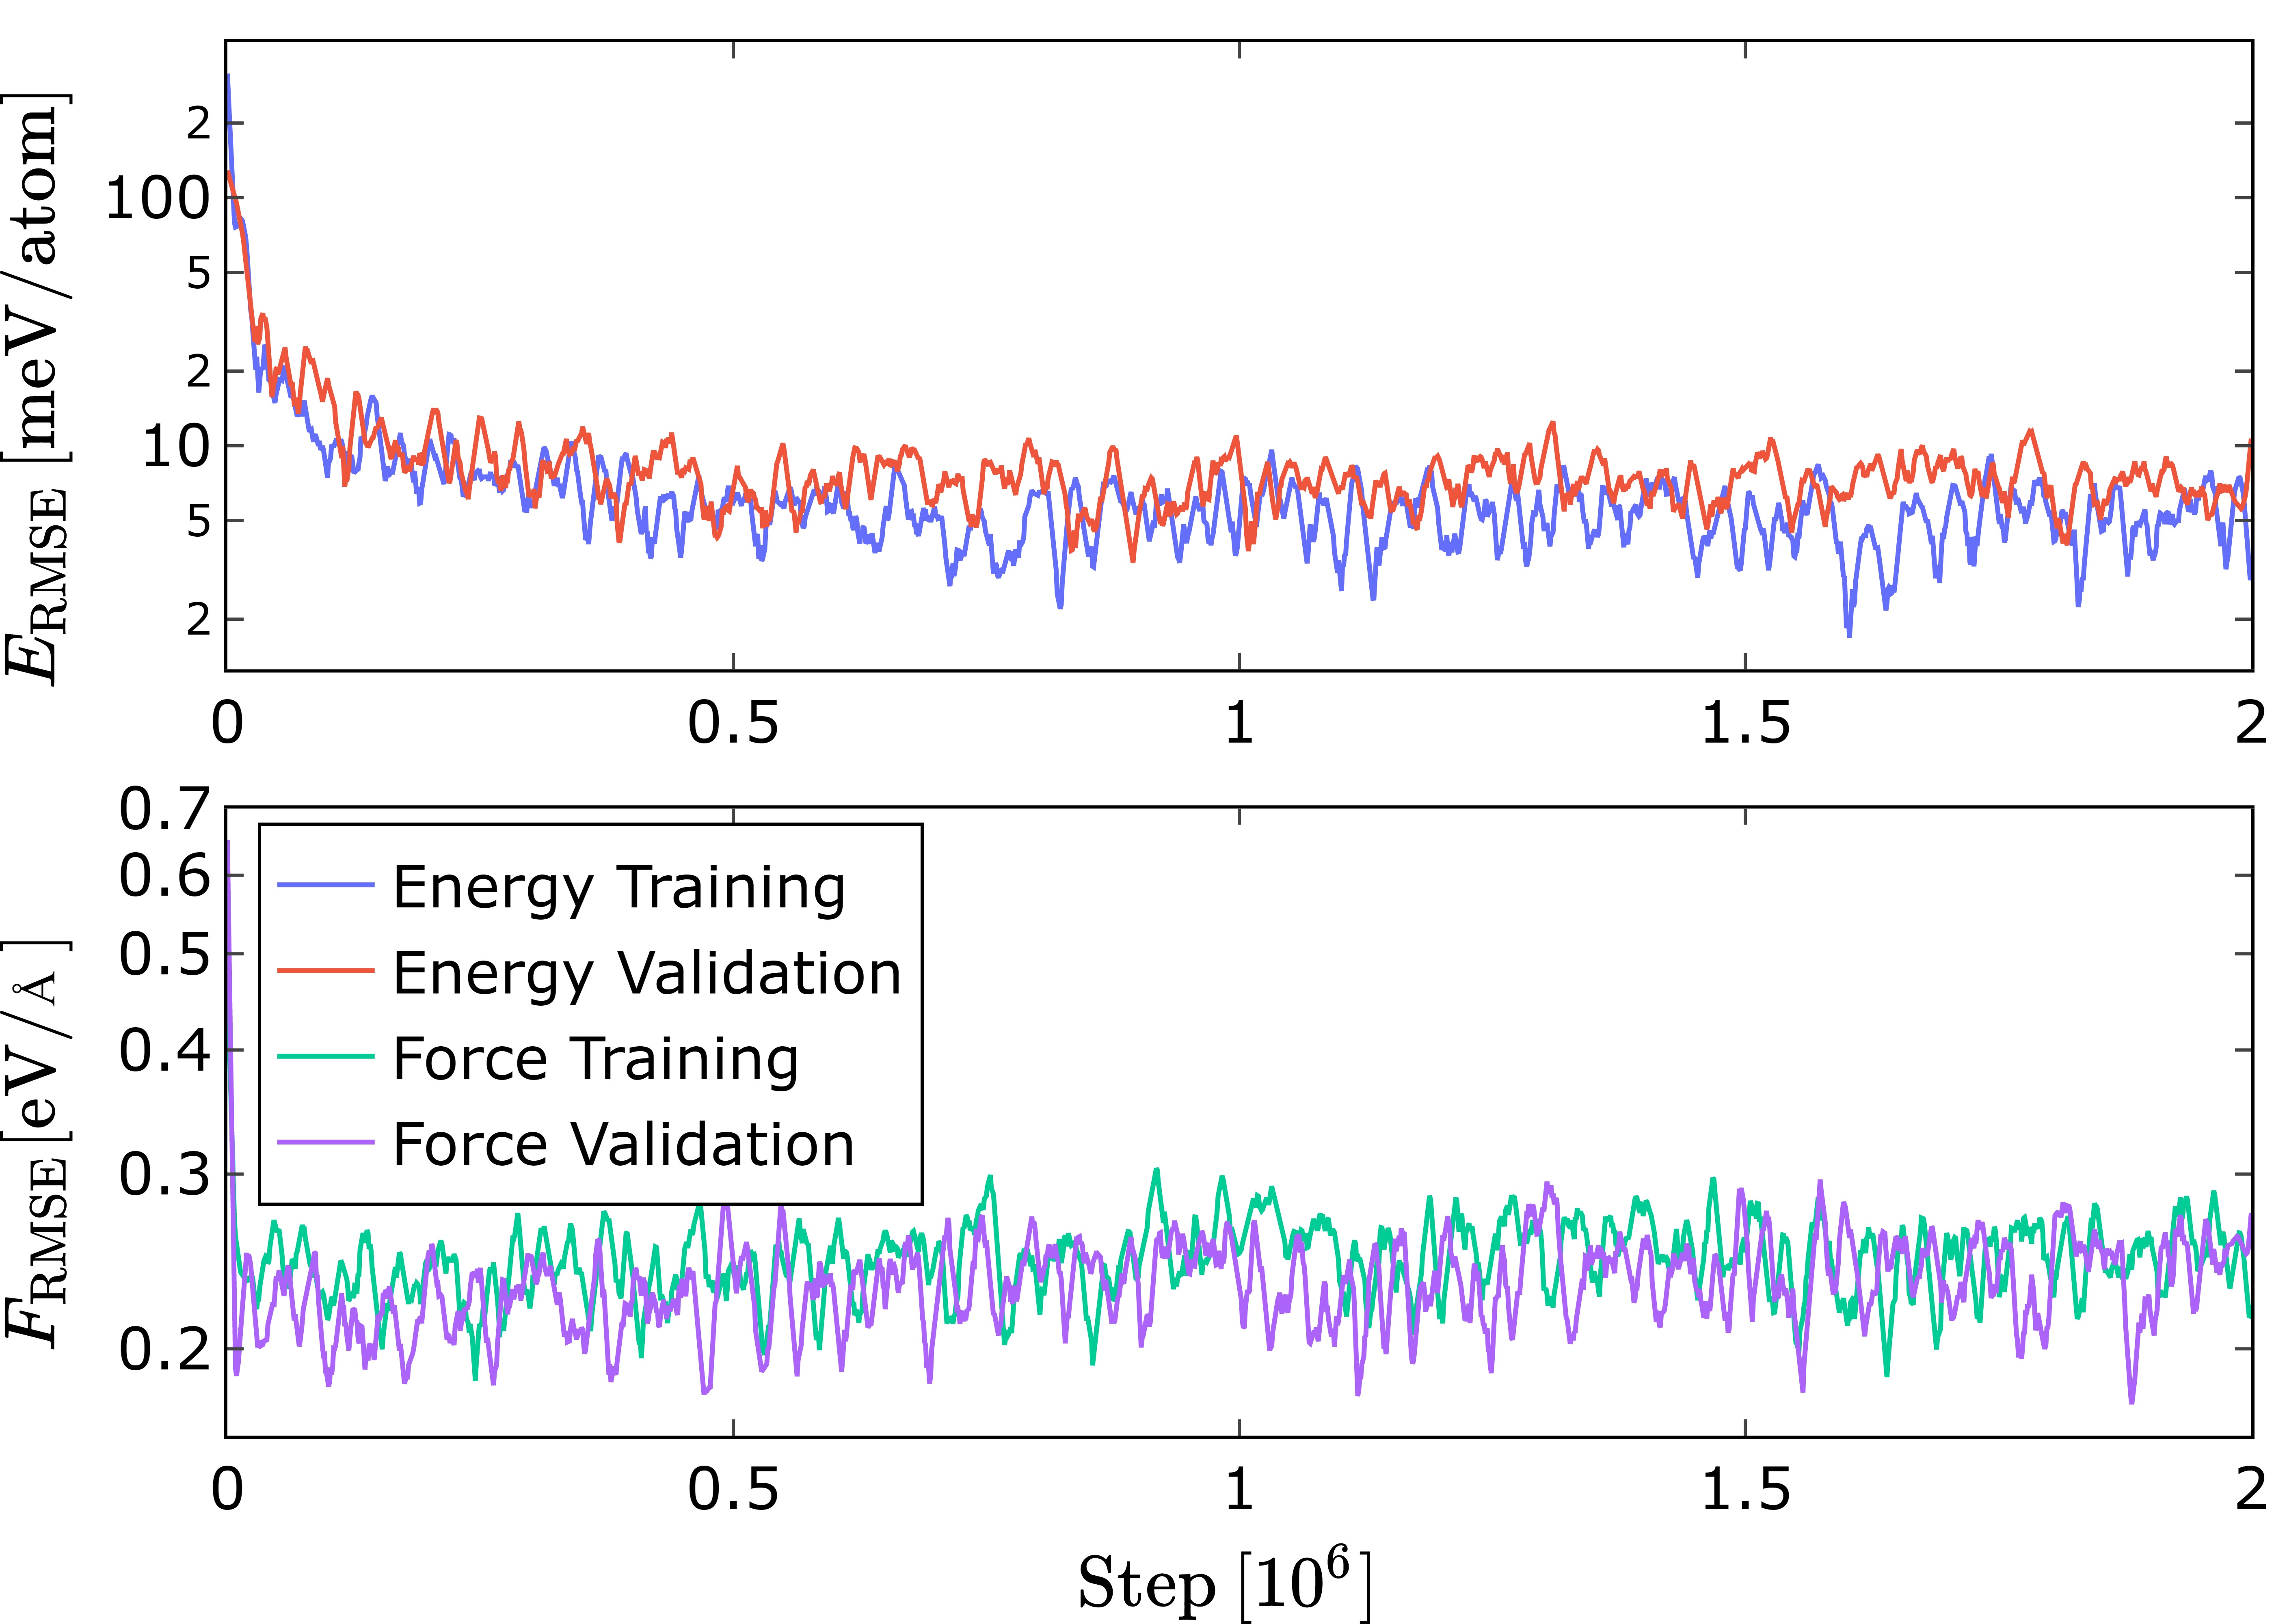 E_RMSE [meV/atom]
2
100
5
2
10
5
2
0 0.5 1 1.5 2
F_RMSE [eV/Å]
0.7
0.6
0.5
0.4
0.3
0.2
Energy Training
Energy Validation
Force Training
Force Validation
0 0.5 1 1.5 2
Step [10⁶]